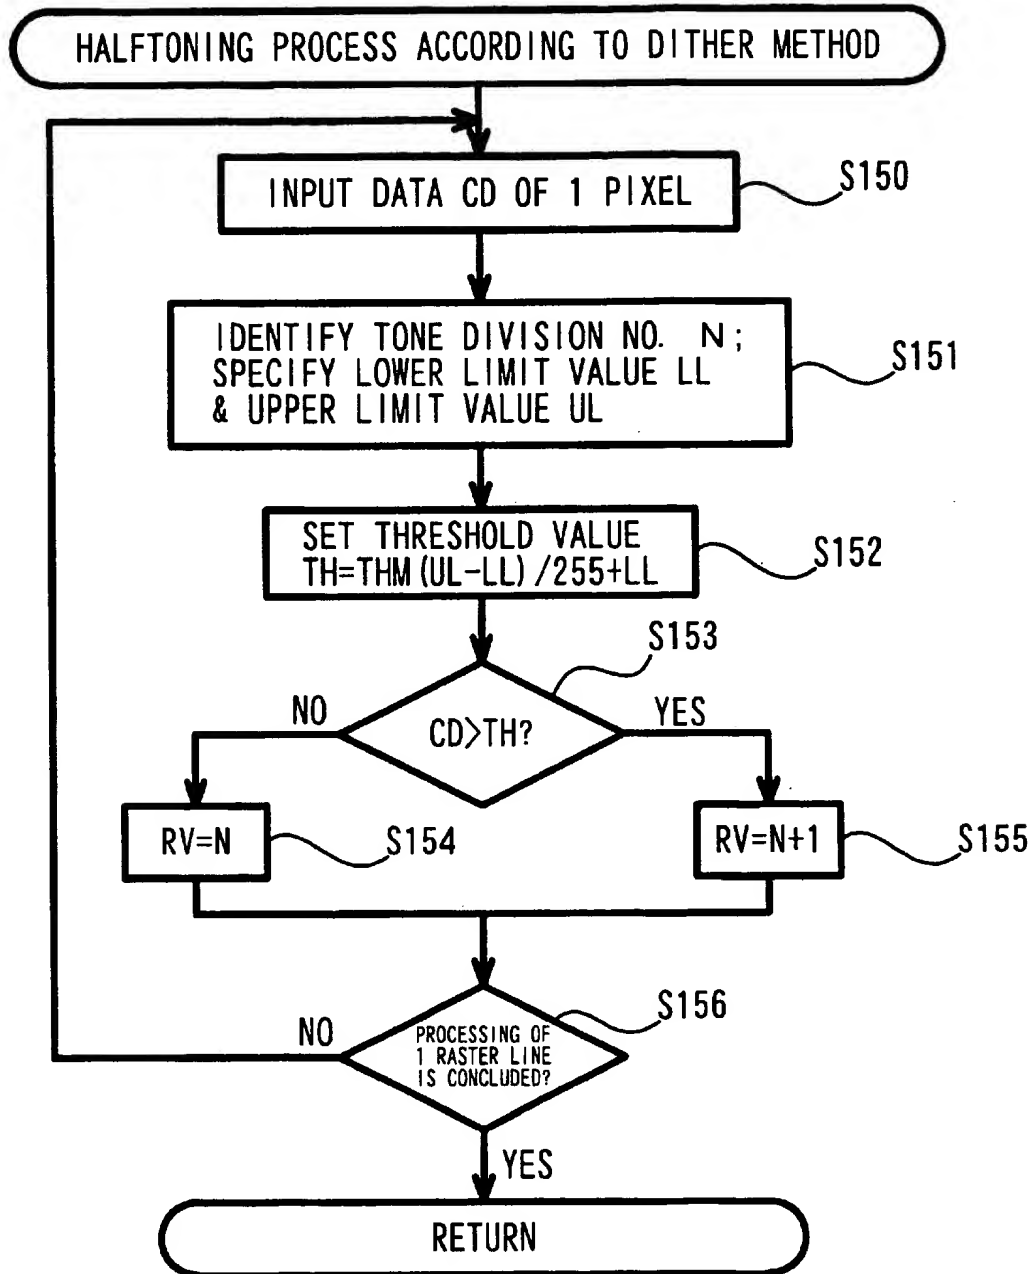 HALFTONING PROCESS ACCORDING TO DITHER METHOD
INPUT DATA CD OF 1 PIXEL
S150
IDENTIFY TONE DIVISION NO. N;
SPECIFY LOWER LIMIT VALUE LL
& UPPER LIMIT VALUE UL
S151
SET THRESHOLD VALUE
TH=THM(UL-LL)/255+LL
S152
S153
NO
CD>TH?
YES
RV=N
S154
RV=N+1
S155
S156
NO
PROCESSING OF
1 RASTER LINE
IS CONCLUDED?
YES
RETURN